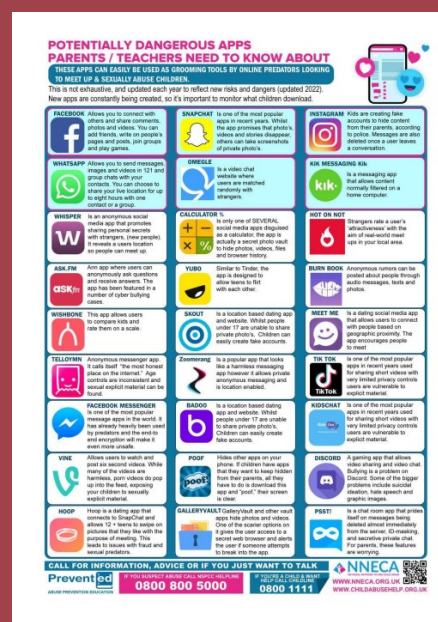 POTENTIALLY DANGEROUS APPS
PARENTS / TEACHERS NEED TO KNOW ABOUT
THESE APPS CAN EASILY BE USED AS GROOMING TOOLS BY ONLINE PREDATORS LOOKING
TO MEET UP & SEXUALLY ABUSE CHILDREN.
This is not exhaustive, and updated each year to reflect new risks and dangers (updated 2022).
New apps are constantly being created, so it's important to monitor what children download.
FACEBOOK Allows you to connect with
others and share comments,
photos and videos. You can
add friends, write on people's
pages and posts, join groups
and play games.
SNAPCHAT Is one of the most popular
apps in recent years. Whilst
the app promises that photo's,
videos and stories disappear,
others can take screenshots
of private photo's.
INSTAGRAM Kids are creating fake
accounts to hide content
from their parents, according
to police. Messages are also
deleted once a user leaves
a conversation.
WHATSAPP Allows you to send messages,
images and videos in 121 and
group chats with your
contacts. You can choose to
share your live location for up
to eight hours with one
contact or a group.
OMEGLE
Is a video chat
website where
users are matched
randomly with
strangers.
KIK MESSAGING Kik
kik.
Is a messaging app
that allows content
normally filtered on a
home computer.
WHISPER Is an anonymous social
media app that promotes
sharing personal secrets
with strangers, (new people).
It reveals a users location
so people can meet up.
CALCULATOR %
Is only one of SEVERAL
social media apps disguised
as a calculator, the app is
actually a secret photo vault
to hide photos, videos, files
and browser history.
HOT ON NOT
Strangers rate a user's
'attractiveness' with the
aim of real-world meet
ups in your local area.
ASK.FM Ann app where users can
anonymously ask questions
and receive answers. The
app has been featured in a
number of cyber bullying
cases.
ASKfm
YUBO Similar to Tinder, the
app is designed to
allow teens to flirt
with each other.
BURN BOOK Anonymous rumors can be
posted about people through
audio messages, texts and
photos.
WISHBONE This app allows users
to compare kids and
rate them on a scale.
SKOUT Is a location based dating app
and website. Whilst people
under 17 are unable to share
private photo's, Children can
easily create fake accounts.
MEET ME Is a dating social media app
that allows users to connect
with people based on
geographic proximity. The
app encourages people
to meet
TELLOYMN Anonymous messenger app.
It calls itself "the most honest
place on the internet." Age
controls are inconsistent and
sexual explicit material can be
found.
Zoomerang Is a popular app that looks
like a harmless messaging
app however it allows private
anonymous messaging and
is location enabled.
TIK TOK Is one of the most popular
apps in recent years used
for sharing short videos with
very limited privacy controls
users are vulnerable to
explicit material.
TikTok
FACEBOOK MESSENGER
Is one of the most popular
message apps in the world. It
has already heavily been used
by predators and the end-to
end encryption will make it
even more unsafe.
BADOO Is a location based dating
app and website. Whilst
people under 17 are unable
to share private photo's,
Children can easily create
fake accounts.
KIDSCHAT Is one of the most popular
apps in recent years used
for sharing short videos with
very limited privacy controls
users are vulnerable to
explicit material.
VINE Allows users to watch and
post six second videos. While
many of the videos are
harmless, porn videos do pop
up into the feed, exposing
your children to sexually
explicit material.
POOF Hides other apps on your
phone. If children have apps
that they want to keep hidden
from their parents, all they
have to do is download this
app and "poof," their screen
is clear.
poof!
DISCORD A gaming app that allows
video sharing and video chat.
Bullying is a problem on
Discord. Some of the bigger
problems include suicidal
ideation, hate speech and
graphic images.
HOOP Hoop is a dating app that
connects to SnapChat and
allows 12 + teens to swipe on
pictures that they like with the
purpose of meeting. This
leads to issues with fraud and
sexual predators.
GALLERYVAULT GalleryVault and other vault
apps hide photos and videos.
One of the scarier options on
it gives the user access to a
secret web browser and alerts
the user if someone attempts
to break into the app.
PSST! Is a chat room app that prides
itself on messages being
deleted almost immediately
from the server, ID-masking,
and secretive private chat.
For parents, these features
are worrying.
CALL FOR INFORMATION, ADVICE OR IF YOU JUST WANT TO TALK
Prevented
ABUSE PREVENTION EDUCATION
IF YOU SUSPECT ABUSE CALL NSPCC HELPLINE
0800 800 5000
IF YOU'RE A CHILD & WANT
HELP CALL CHILDLINE
0800 1111
NNECA
WWW.NNECA.ORG.UK
WWW.CHILDABUSEHELP.ORG.UK